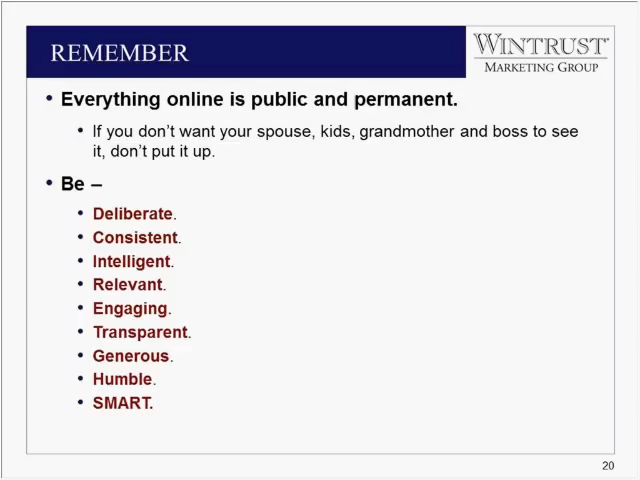 REMEMBER
WINTRUST
MARKETING GROUP
• Everything online is public and permanent.
• If you don't want your spouse, kids, grandmother and boss to see
it, don't put it up.
• Be –
• Deliberate.
• Consistent.
• Intelligent.
• Relevant.
• Engaging.
• Transparent.
• Generous.
• Humble.
• SMART.
20